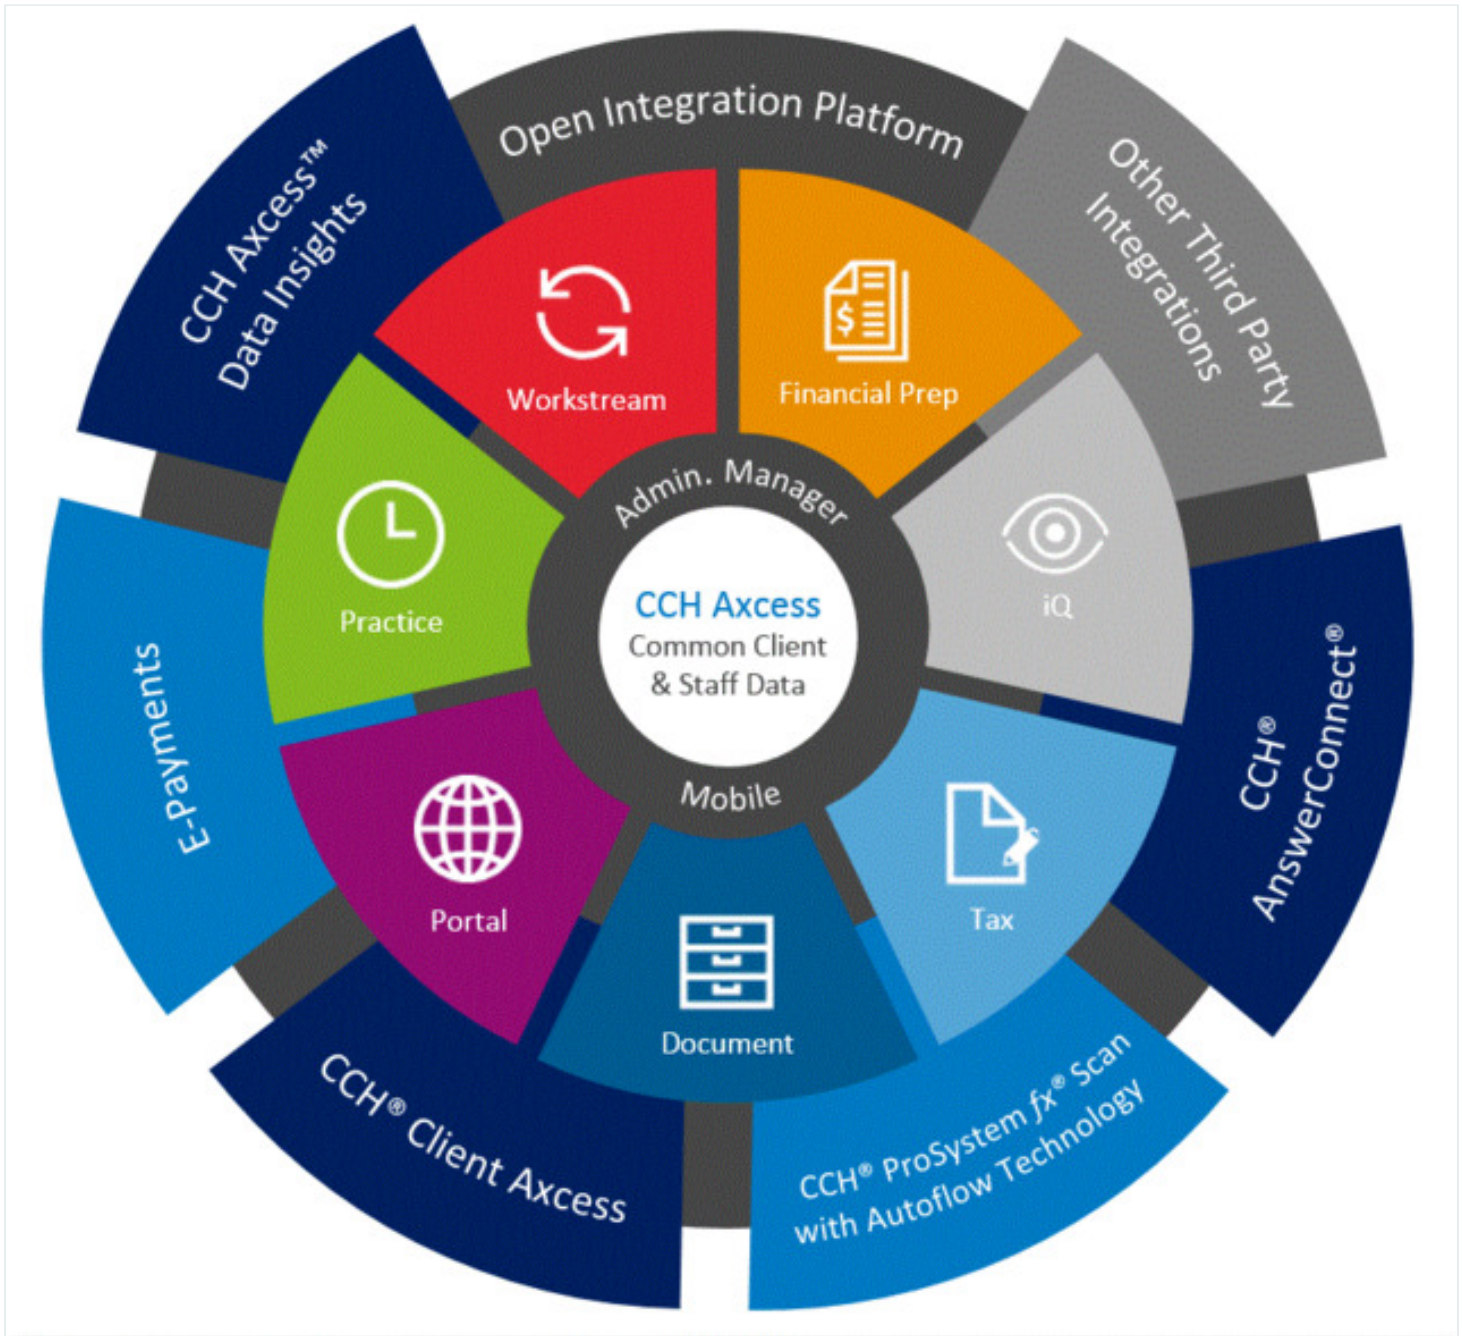 Open Integration Platform
CCH Axcess™
Data Insights
Other Third Party
Integrations
Workstream
Financial Prep
Admin. Manager
Practice
iQ
CCH Axcess
Common Client
& Staff Data
E-Payments
CCH®
AnswerConnect®
Mobile
Portal
Tax
Document
CCH® Client Axcess
CCH® ProSystem fx® Scan
with Autoflow Technology